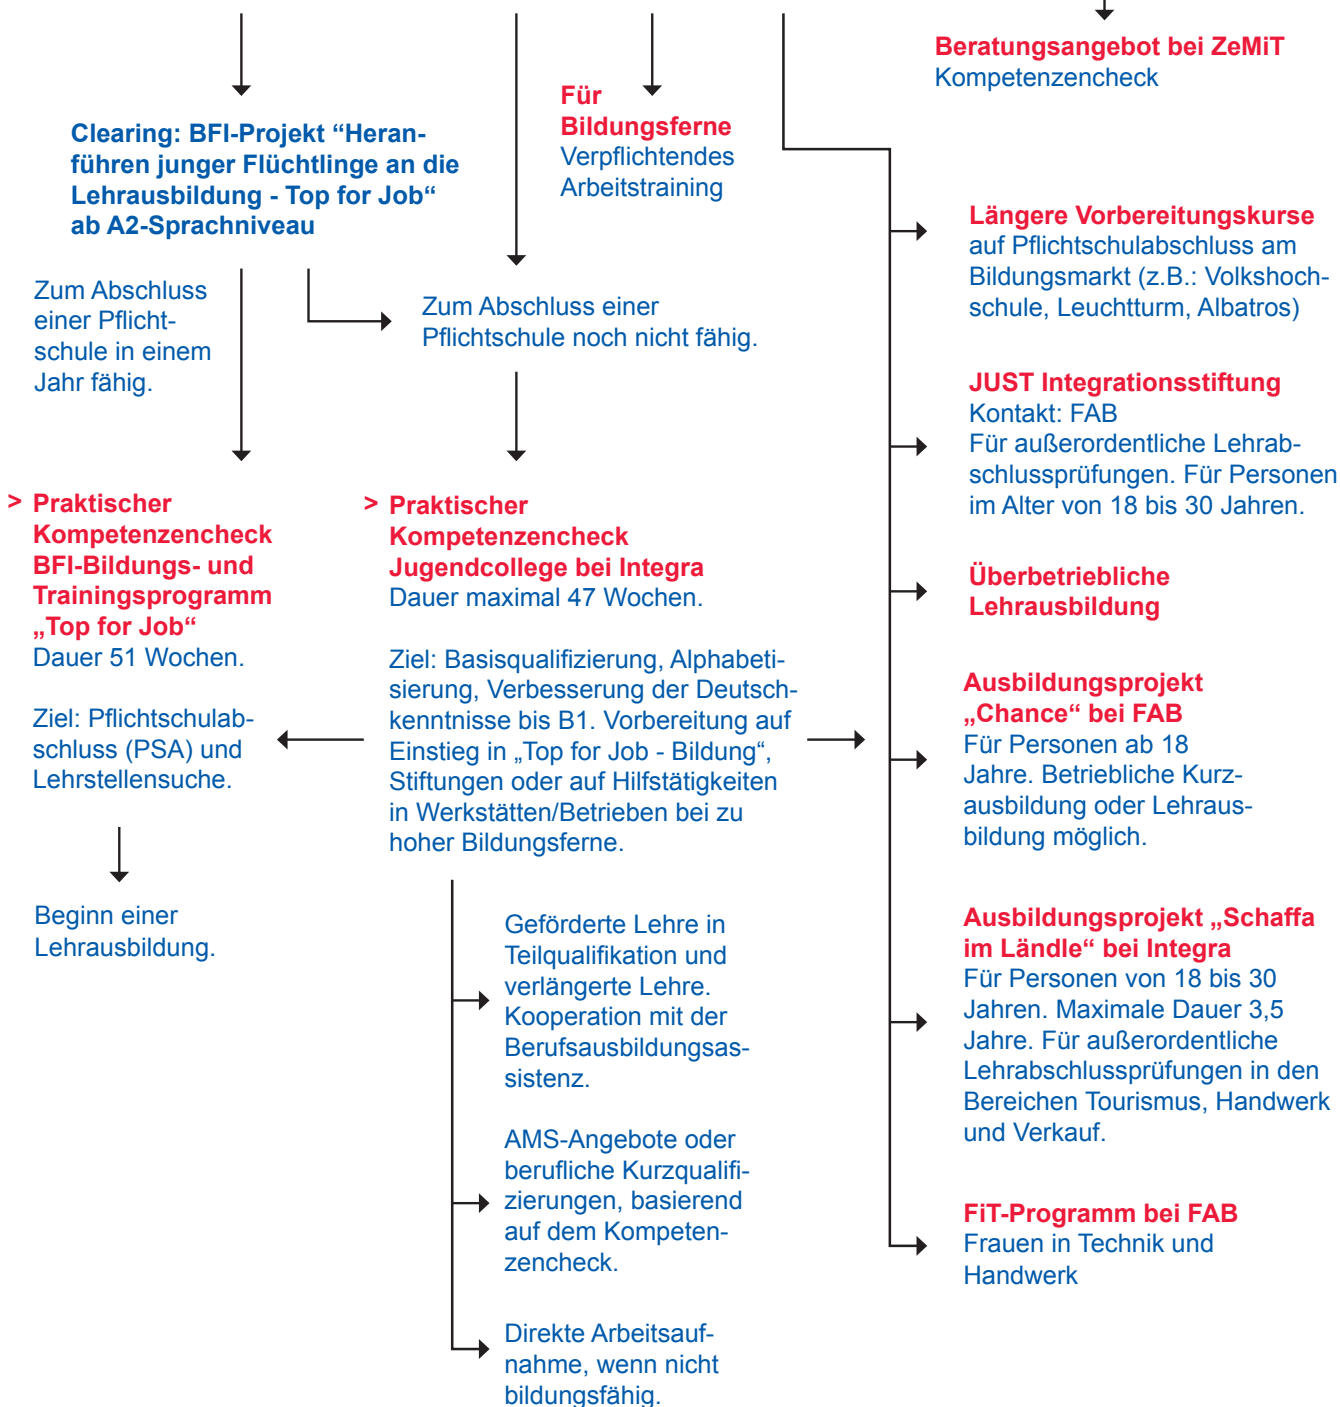 Beratungsangebot bei ZeMiT
Kompetenzencheck
Für
Bildungsferne
Verpflichtendes
Arbeitstraining
Clearing: BFI-Projekt “Heran-
führen junger Flüchtlinge an die
Lehrausbildung - Top for Job“
ab A2-Sprachniveau
Zum Abschluss
einer Pflicht-
schule in einem
Jahr fähig.
Zum Abschluss einer
Pflichtschule noch nicht fähig.
> Praktischer
Kompetenzencheck
BFI-Bildungs- und
Trainingsprogramm
„Top for Job“
Dauer 51 Wochen.
Ziel: Pflichtschulab-
schluss (PSA) und
Lehrstellensuche.
Beginn einer
Lehrausbildung.
> Praktischer
Kompetenzencheck
Jugendcollege bei Integra
Dauer maximal 47 Wochen.
Ziel: Basisqualifizierung, Alphabeti-
sierung, Verbesserung der Deutsch-
kenntnisse bis B1. Vorbereitung auf
Einstieg in „Top for Job - Bildung“,
Stiftungen oder auf Hilfstätigkeiten
in Werkstätten/Betrieben bei zu
hoher Bildungsferne.
Geförderte Lehre in
Teilqualifikation und
verlängerte Lehre.
Kooperation mit der
Berufsausbildungsas-
sistenz.
AMS-Angebote oder
berufliche Kurzqualifi-
zierungen, basierend
auf dem Kompeten-
zencheck.
Direkte Arbeitsauf-
nahme, wenn nicht
bildungsfähig.
Längere Vorbereitungskurse
auf Pflichtschulabschluss am
Bildungsmarkt (z.B.: Volkshoch-
schule, Leuchtturm, Albatros)
JUST Integrationsstiftung
Kontakt: FAB
Für außerordentliche Lehrab-
schlussprüfungen. Für Personen
im Alter von 18 bis 30 Jahren.
Überbetriebliche
Lehrausbildung
Ausbildungsprojekt
„Chance“ bei FAB
Für Personen ab 18
Jahre. Betriebliche Kurz-
ausbildung oder Lehraus-
bildung möglich.
Ausbildungsprojekt „Schaffa
im Ländle“ bei Integra
Für Personen von 18 bis 30
Jahren. Maximale Dauer 3,5
Jahre. Für außerordentliche
Lehrabschlussprüfungen in den
Bereichen Tourismus, Handwerk
und Verkauf.
FiT-Programm bei FAB
Frauen in Technik und
Handwerk